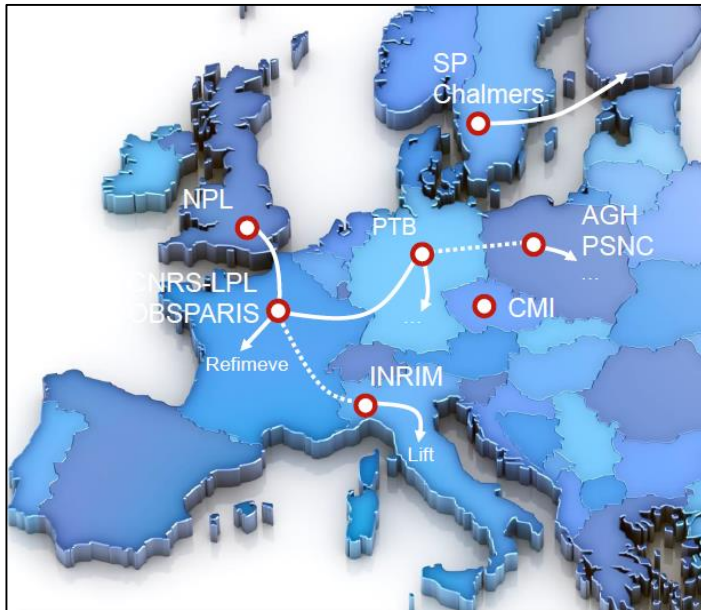 SP
Chalmers
NPL
PTB
AGH
PSNC
...
CNRS-LPL
OBSPARIS
CMI
...
Refimeve
INRIM
Lift